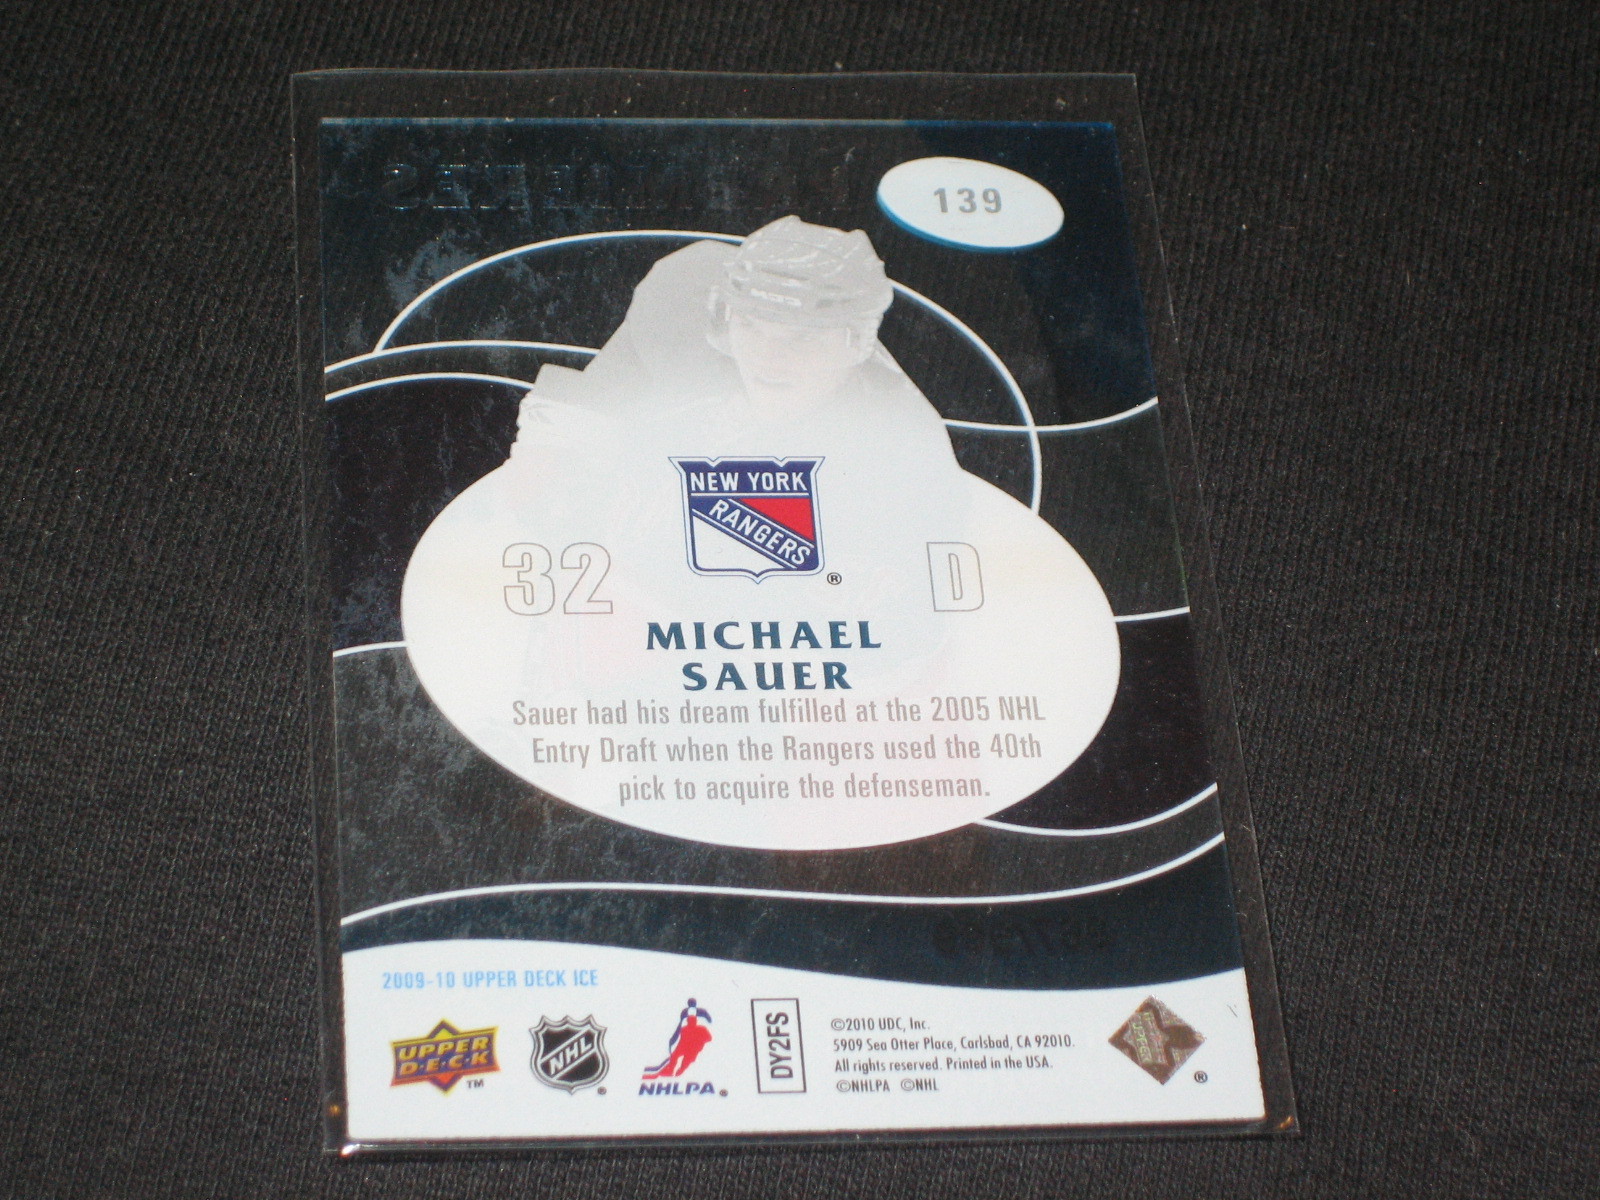 139
NEW YORK
RANGERS
®
32
D
MICHAEL
SAUER
Sauer had his dream fulfilled at the 2005 NHL
Entry Draft when the Rangers used the 40th
pick to acquire the defenseman.
2009-10 UPPER DECK ICE
UPPER
D·E·C·K
TM
NHL
®
NHLPA
®
DY2FS
©2010 UDC, Inc.
5909 Sea Otter Place, Carlsbad, CA 92010.
All rights reserved. Printed in the USA.
©NHLPA ©NHL
®